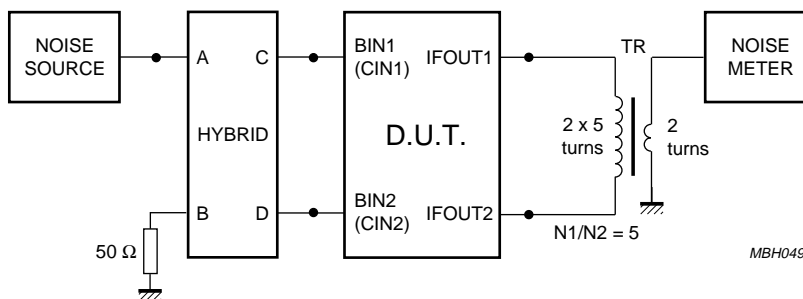 NOISE
SOURCE
A
C
HYBRID
B
D
50 Ω
BIN1
(CIN1)
IFOUT1
D.U.T.
BIN2
(CIN2)
IFOUT2
TR
2 x 5
turns
2
turns
N1/N2 = 5
NOISE
METER
MBH049